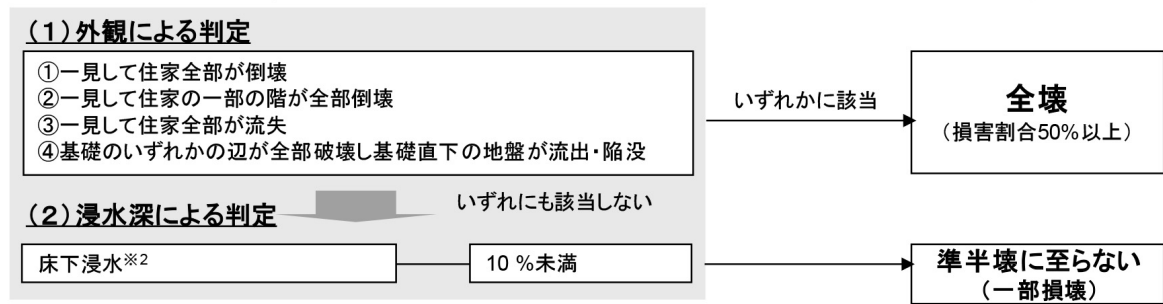 (1)外観による判定
①一見して住家全部が倒壊
②一見して住家の一部の階が全部倒壊
③一見して住家全部が流失
④基礎のいずれかの辺が全部破壊し基礎直下の地盤が流出・陥没
いずれかに該当
全壊
(損害割合50%以上)
いずれにも該当しない
(2)浸水深による判定
床下浸水※2
10 %未満
準半壊に至らない
(一部損壊)